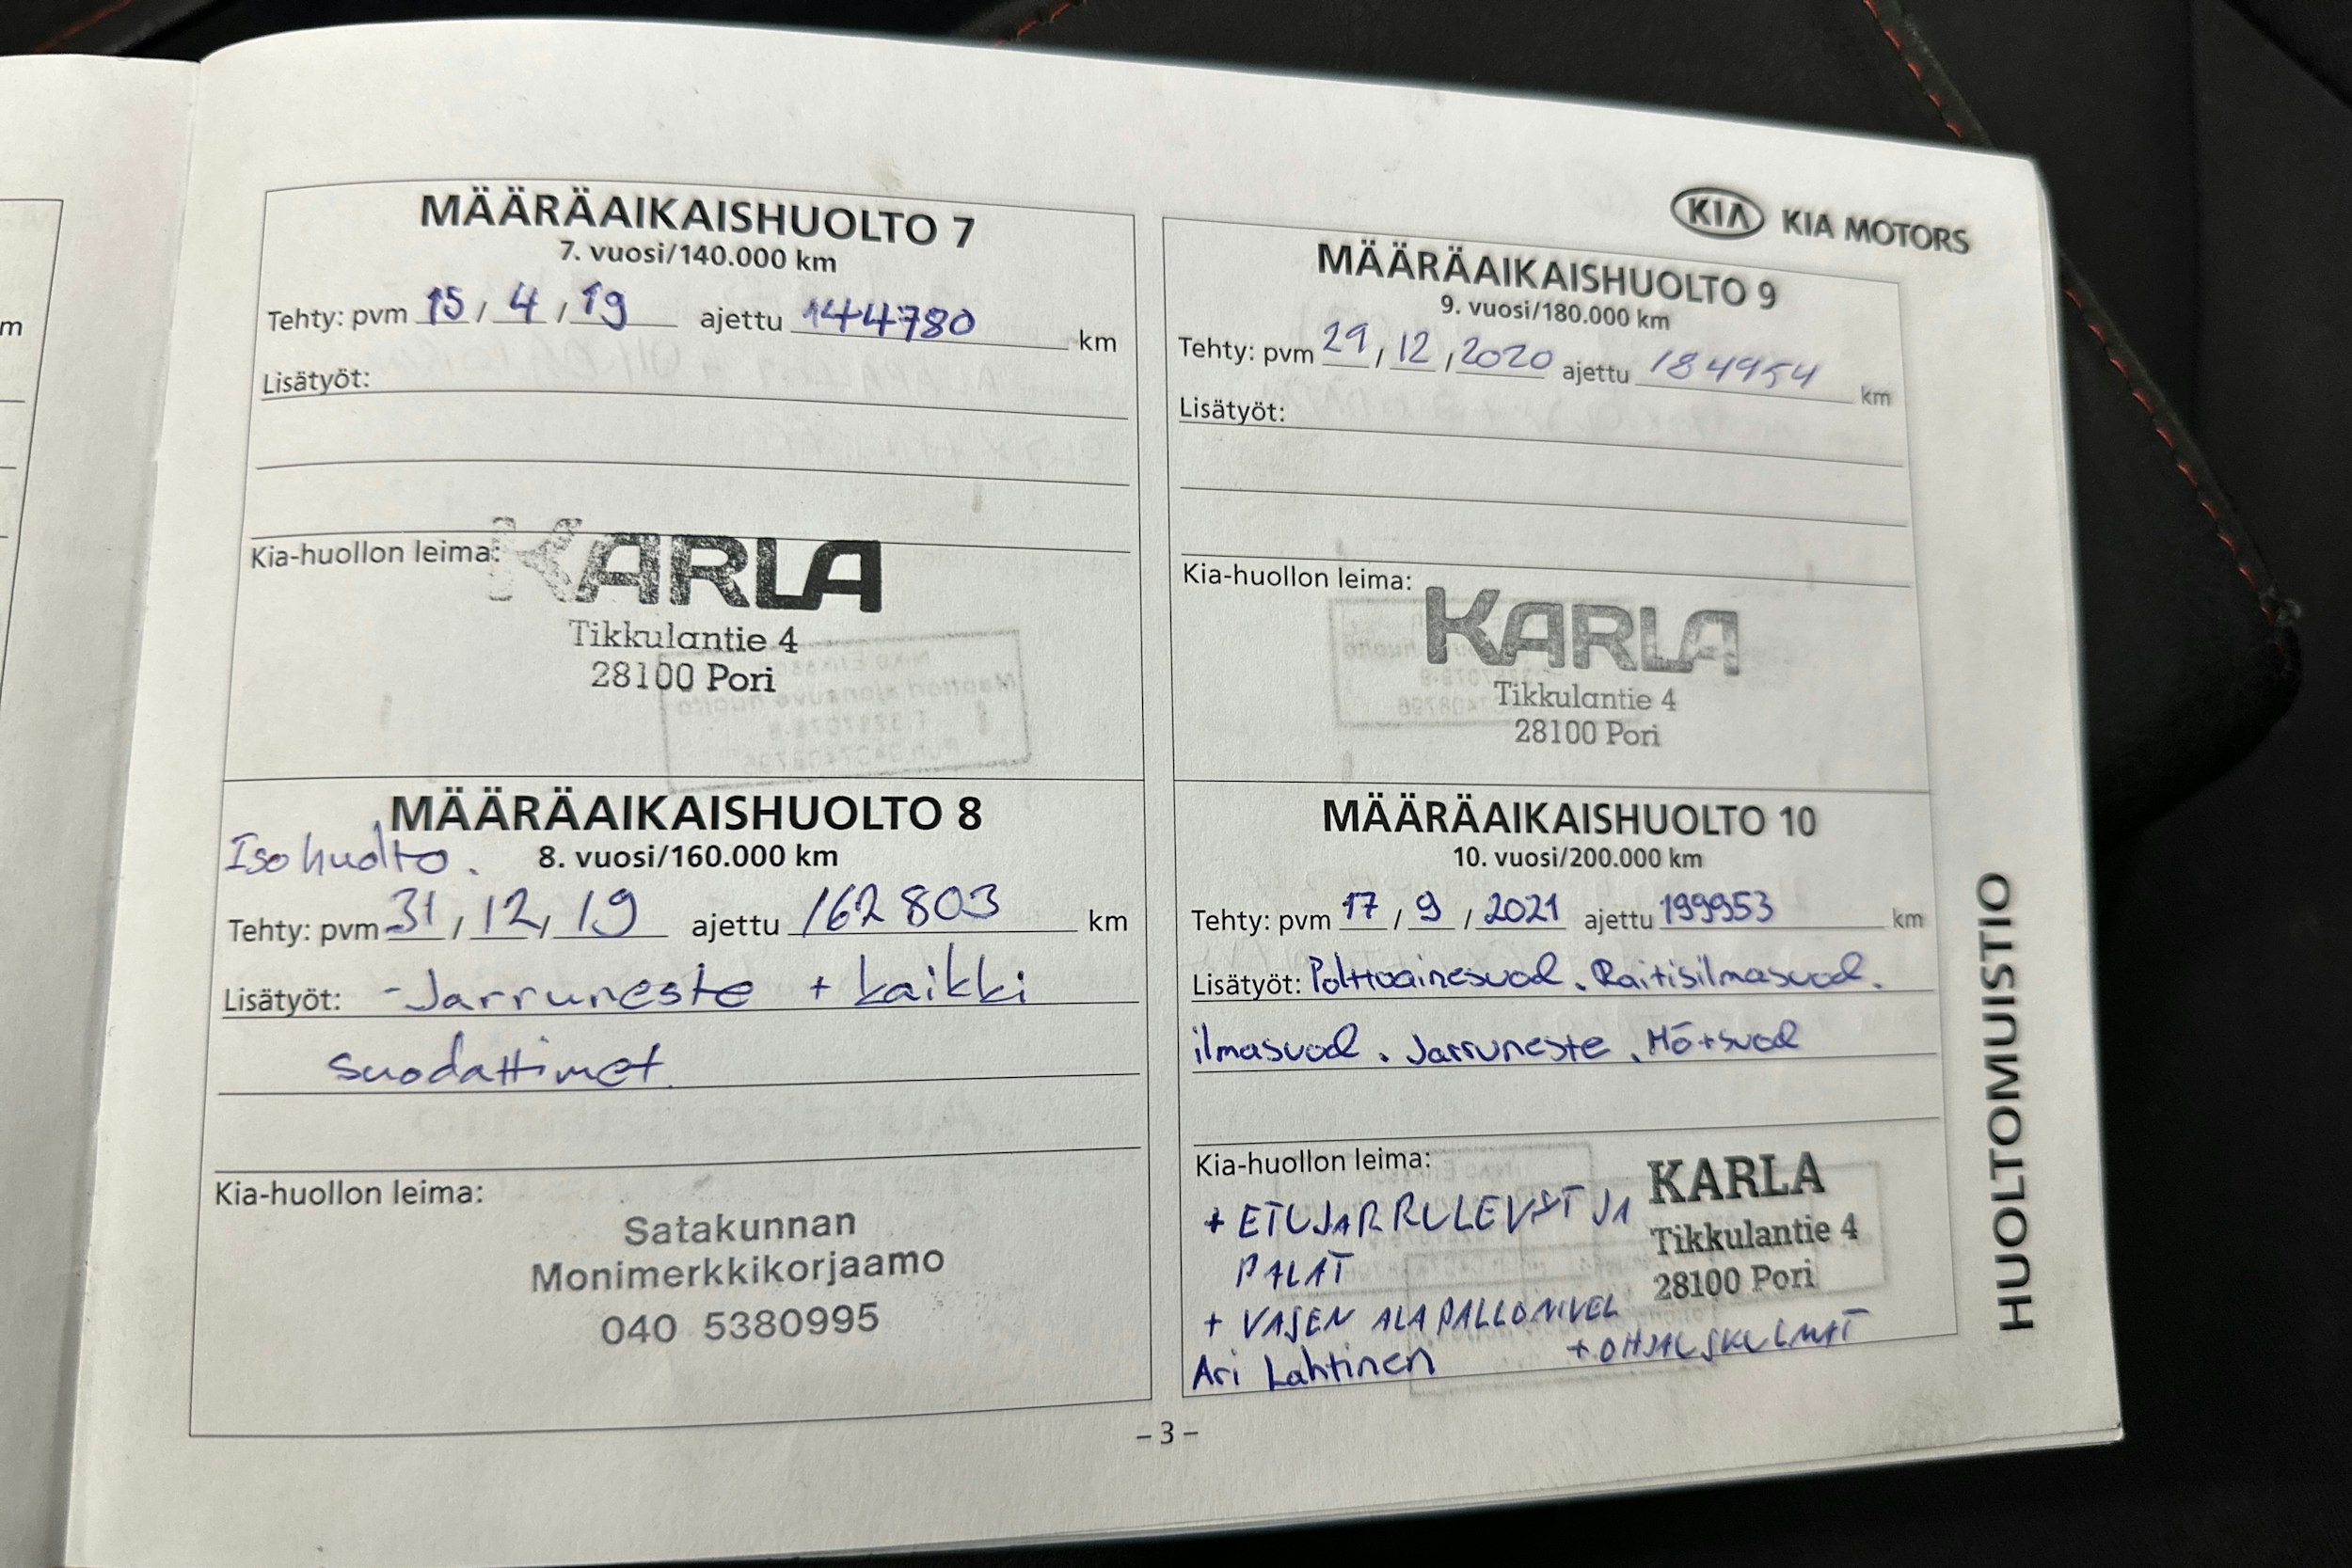 MÄÄRÄAIKAISHUOLTO 7
7. vuosi/140.000 km
Tehty: pvm 15 / 4 / 19 ajettu 144780 km
Lisätyöt:
Kia-huollon leima:
KARLA
Tikkulantie 4
28100 Pori
MÄÄRÄAIKAISHUOLTO 8
Iso huolto. 8. vuosi/160.000 km
Tehty: pvm 31 / 12 / 19 ajettu 162803 km
Lisätyöt: -Jarruneste + kaikki
suodattimet.
Kia-huollon leima:
Satakunnan
Monimerkkikorjaamo
040 5380995
KIA KIA MOTORS
MÄÄRÄAIKAISHUOLTO 9
9. vuosi/180.000 km
Tehty: pvm 29 / 12 / 2020 ajettu 184954 km
Lisätyöt:
Kia-huollon leima:
KARLA
Tikkulantie 4
28100 Pori
MÄÄRÄAIKAISHUOLTO 10
10. vuosi/200.000 km
Tehty: pvm 17 / 9 / 2021 ajettu 199953 km
Lisätyöt: Polttoainesuod. Raitisilmasuod.
ilmasuod. Jarruneste. Mö+suod
Kia-huollon leima:
KARLA
Tikkulantie 4
28100 Pori
+ ETUJARRULEVYT JA
PALAT
+ VASEN ALAPALLONIVEL
+ OHJAUSKULMAT
Ari Lahtinen
HUOLTOMUISTIO
– 3 –
m